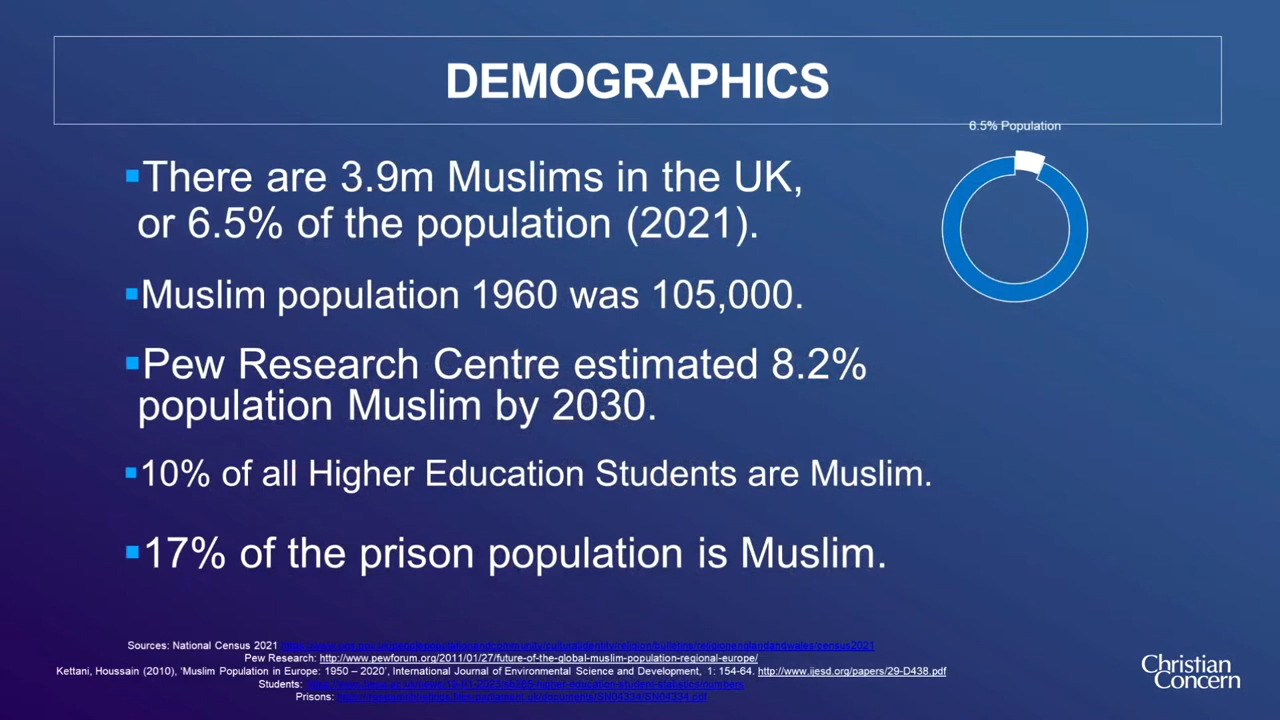 DEMOGRAPHICS
6.5% Population
▪There are 3.9m Muslims in the UK,
or 6.5% of the population (2021).
▪Muslim population 1960 was 105,000.
▪Pew Research Centre estimated 8.2%
population Muslim by 2030.
▪10% of all Higher Education Students are Muslim.
▪17% of the prison population is Muslim.
Sources: National Census 2021
Pew Research: http://www.pewforum.org/2011/01/27/future-of-the-global-muslim-population-regional-europe/
Kettani, Houssain (2010), 'Muslim Population in Europe: 1950 – 2020', International Journal of Environmental Science and Development, 1: 154-64. http://www.ijesd.org/papers/29-D438.pdf
Students:
Prisons:
Christian
Concern